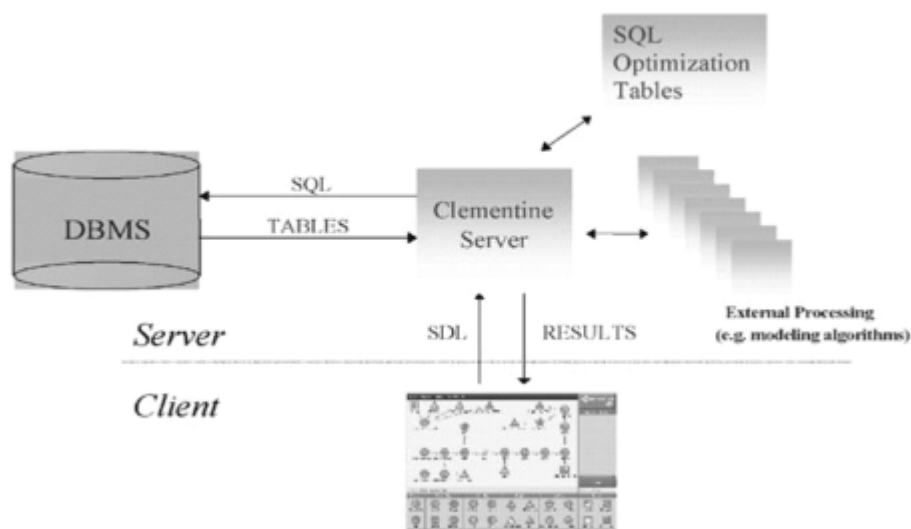 SQL
Optimization
Tables
SQL
DBMS
TABLES
Clementine
Server
External Processing
(e.g. modeling algorithms)
Server
SDL
RESULTS
Client